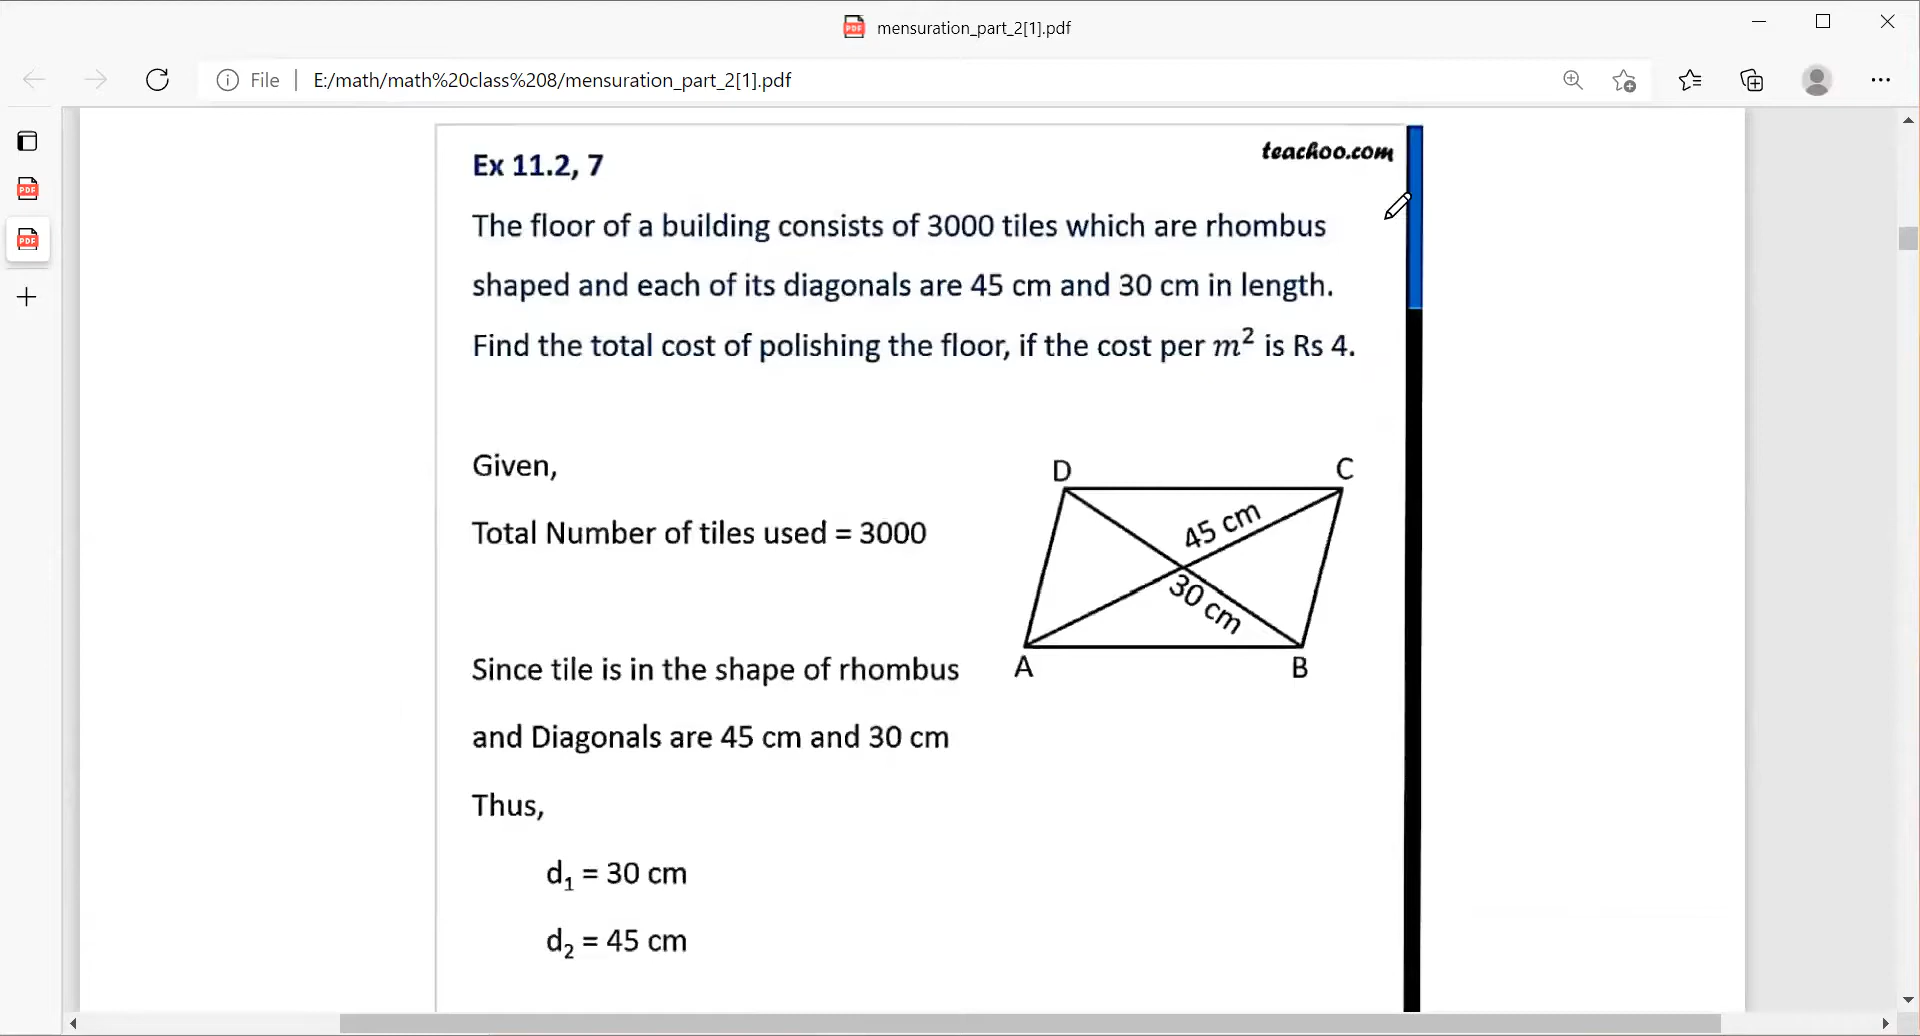 mensuration_part_2[1].pdf
File | E:/math/math%20class%208/mensuration_part_2[1].pdf
teachoo.com
Ex 11.2, 7
The floor of a building consists of 3000 tiles which are rhombus
shaped and each of its diagonals are 45 cm and 30 cm in length.
Find the total cost of polishing the floor, if the cost per m² is Rs 4.
Given,
Total Number of tiles used = 3000
D
C
45 cm
30 cm
A
B
Since tile is in the shape of rhombus
and Diagonals are 45 cm and 30 cm
Thus,
d₁ = 30 cm
d₂ = 45 cm
PDF
PDF
PDF